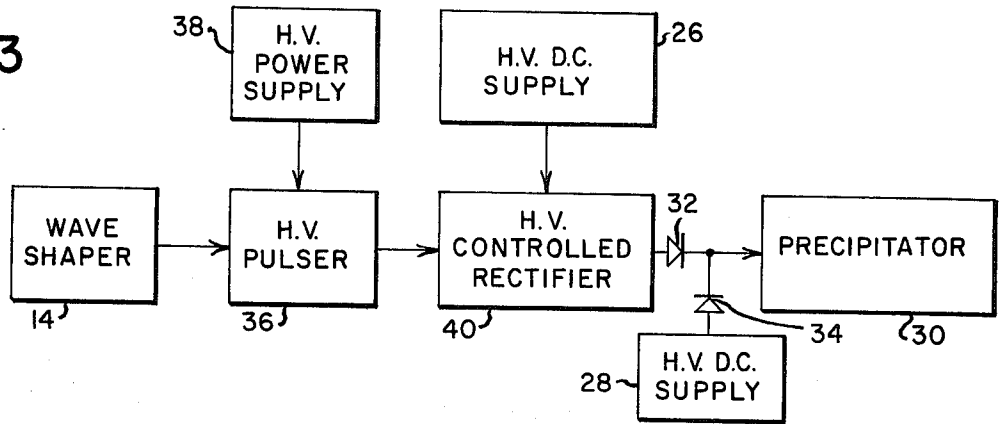 3
38
H.V.
POWER
SUPPLY
H.V. D.C.
SUPPLY
26
WAVE
SHAPER
14
H.V.
PULSER
36
H.V.
CONTROLLED
RECTIFIER
40
32
PRECIPITATOR
30
34
28
H.V. D.C.
SUPPLY